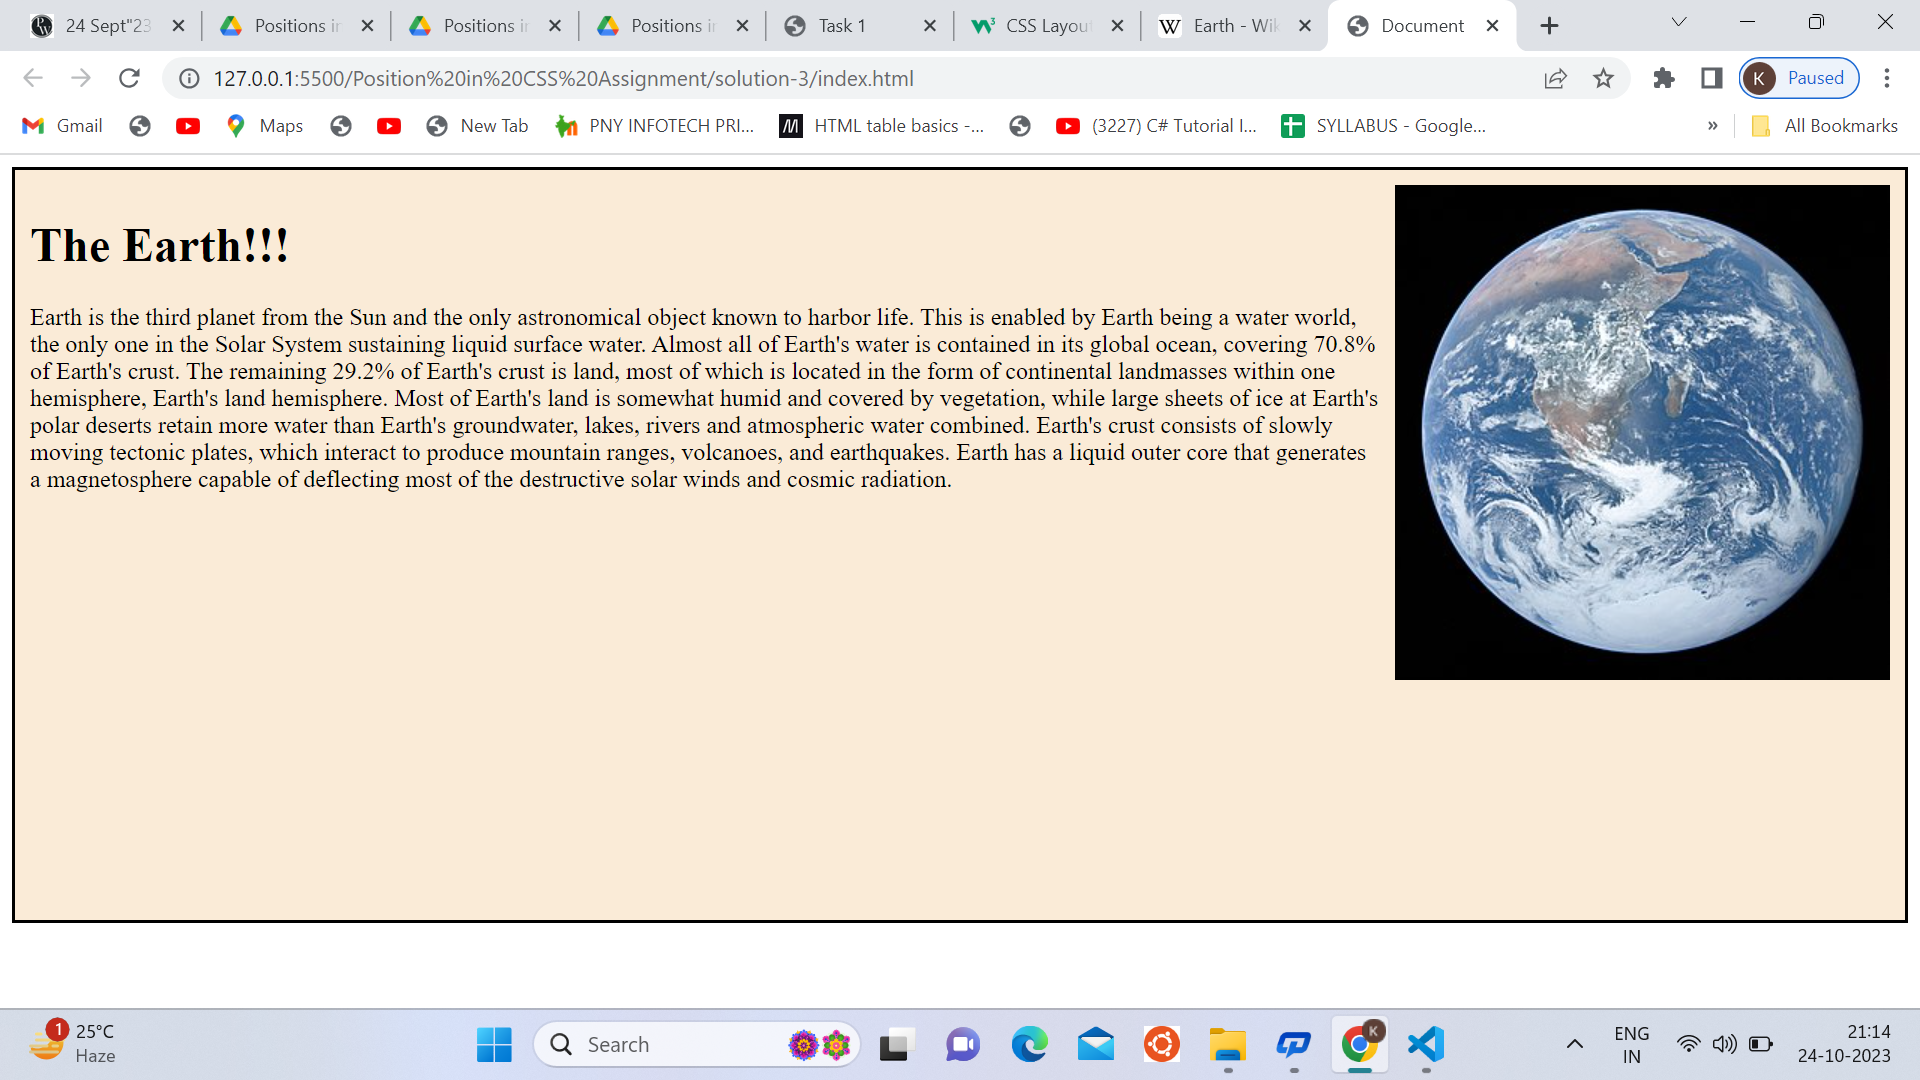 24 Sept"23
Positions in
Positions in
Positions in
Task 1
CSS Layou
Earth - Wik
Document
127.0.0.1:5500/Position%20in%20CSS%20Assignment/solution-3/index.html
K
Paused
Gmail
Maps
New Tab
PNY INFOTECH PRI...
HTML table basics -...
(3227) C# Tutorial I...
SYLLABUS - Google...
»
All Bookmarks
The Earth!!!
Earth is the third planet from the Sun and the only astronomical object known to harbor life. This is enabled by Earth being a water world,
the only one in the Solar System sustaining liquid surface water. Almost all of Earth's water is contained in its global ocean, covering 70.8%
of Earth's crust. The remaining 29.2% of Earth's crust is land, most of which is located in the form of continental landmasses within one
hemisphere, Earth's land hemisphere. Most of Earth's land is somewhat humid and covered by vegetation, while large sheets of ice at Earth's
polar deserts retain more water than Earth's groundwater, lakes, rivers and atmospheric water combined. Earth's crust consists of slowly
moving tectonic plates, which interact to produce mountain ranges, volcanoes, and earthquakes. Earth has a liquid outer core that generates
a magnetosphere capable of deflecting most of the destructive solar winds and cosmic radiation.
1
25°C
Haze
Search
K
ENG
IN
21:14
24-10-2023